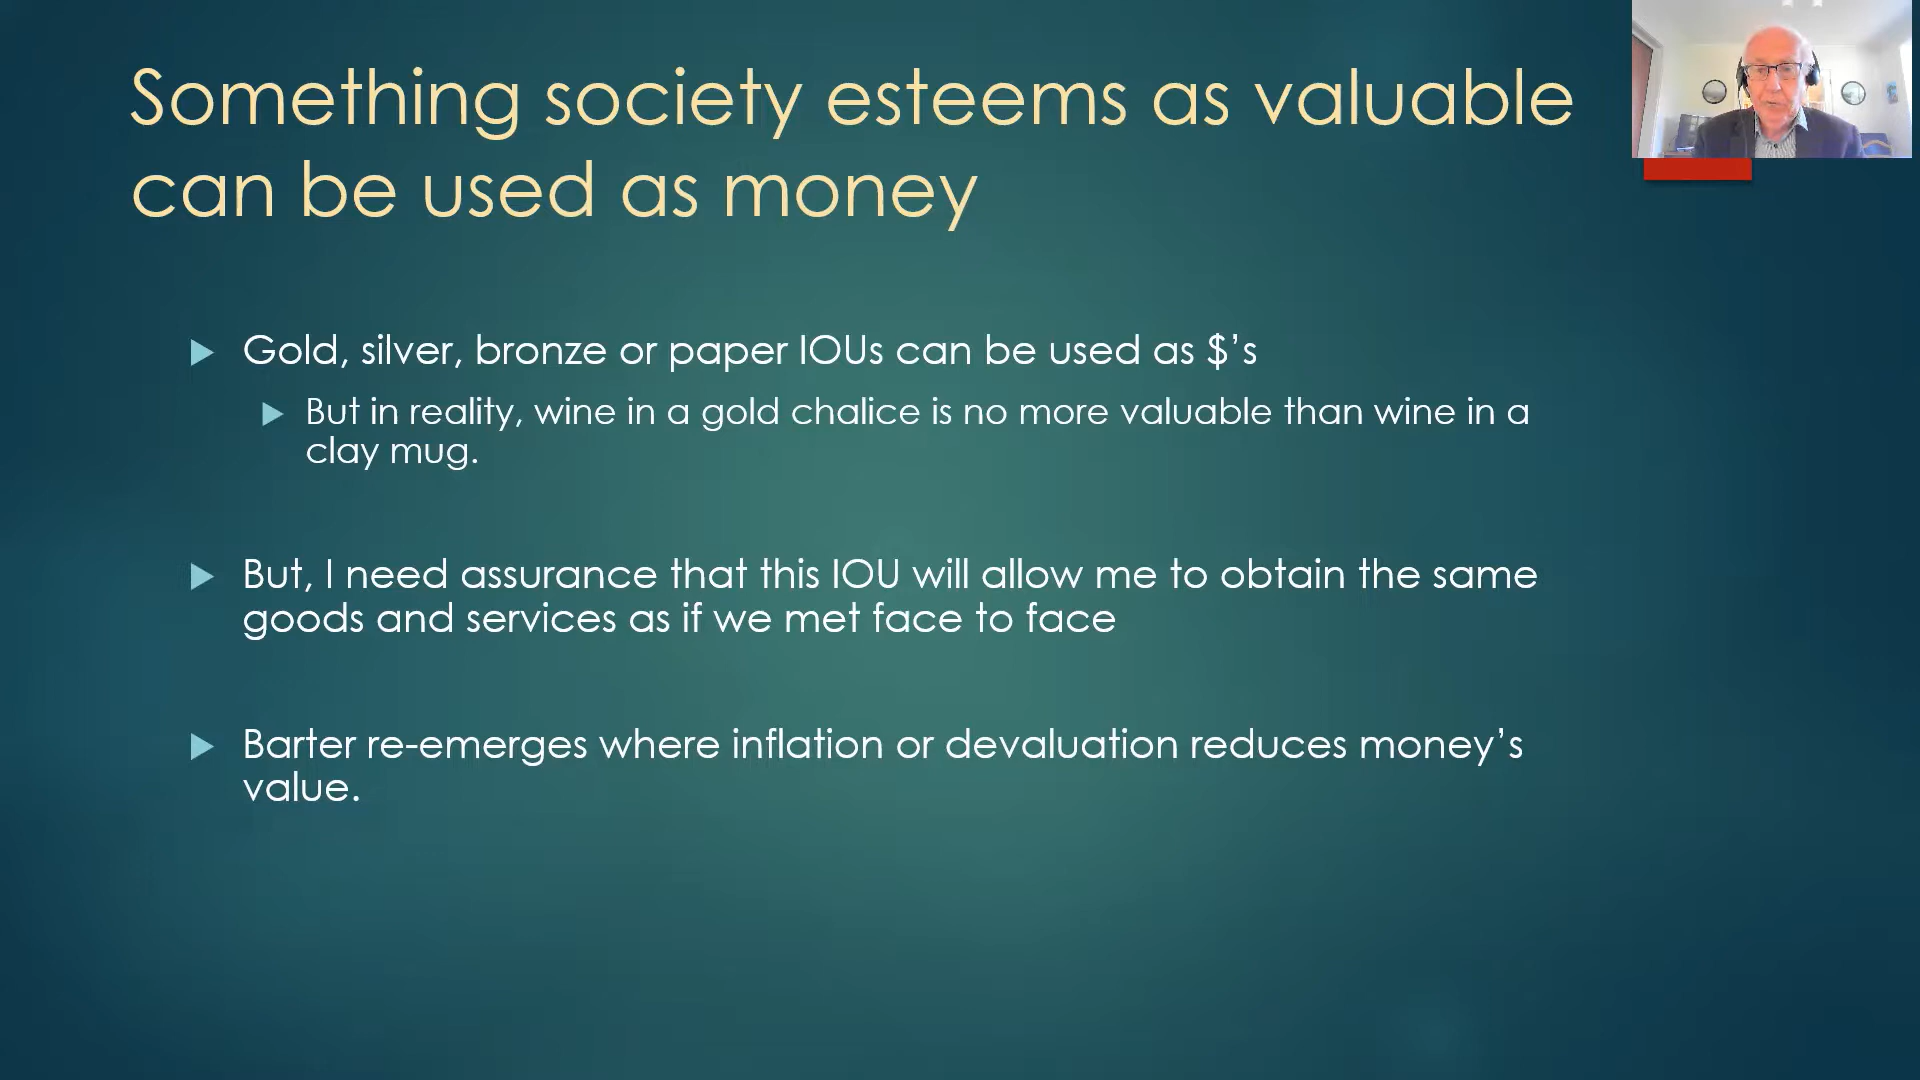 Something society esteems as valuable
can be used as money
Gold, silver, bronze or paper IOUs can be used as $’s
But in reality, wine in a gold chalice is no more valuable than wine in a
clay mug.
But, I need assurance that this IOU will allow me to obtain the same
goods and services as if we met face to face
Barter re-emerges where inflation or devaluation reduces money’s
value.